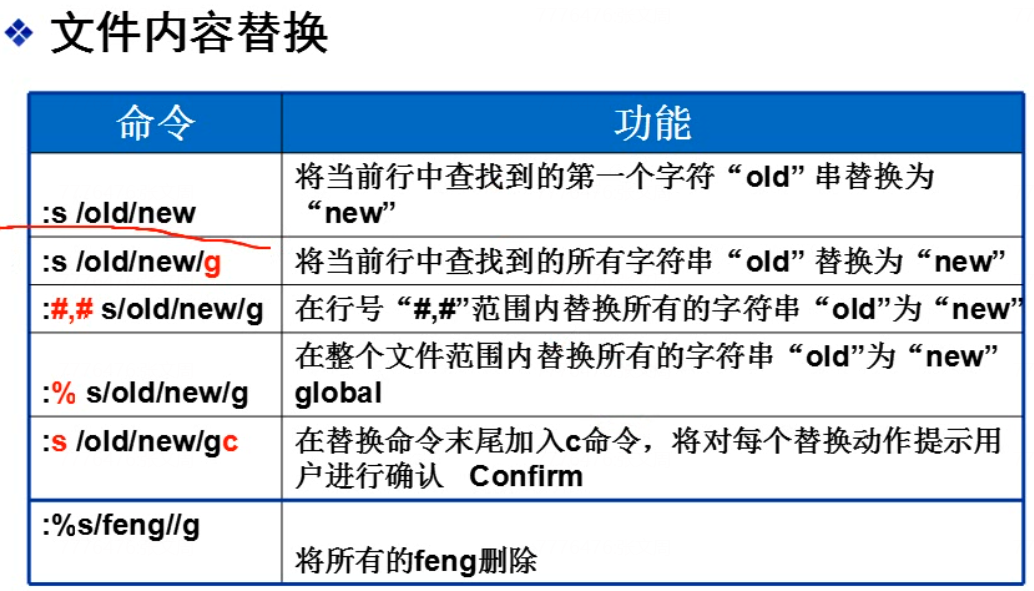 文件内容替换
命令 功能
:s /old/new 将当前行中查找到的第一个字符“old” 串替换为
“new”
:s /old/new/g 将当前行中查找到的所有字符串“old” 替换为“new”
:#,# s/old/new/g 在行号“#,#”范围内替换所有的字符串“old”为“new”
:% s/old/new/g 在整个文件范围内替换所有的字符串“old”为“new”
global
:s /old/new/gc 在替换命令末尾加入c命令，将对每个替换动作提示用
户进行确认 Confirm
:%s/feng//g
将所有的feng删除